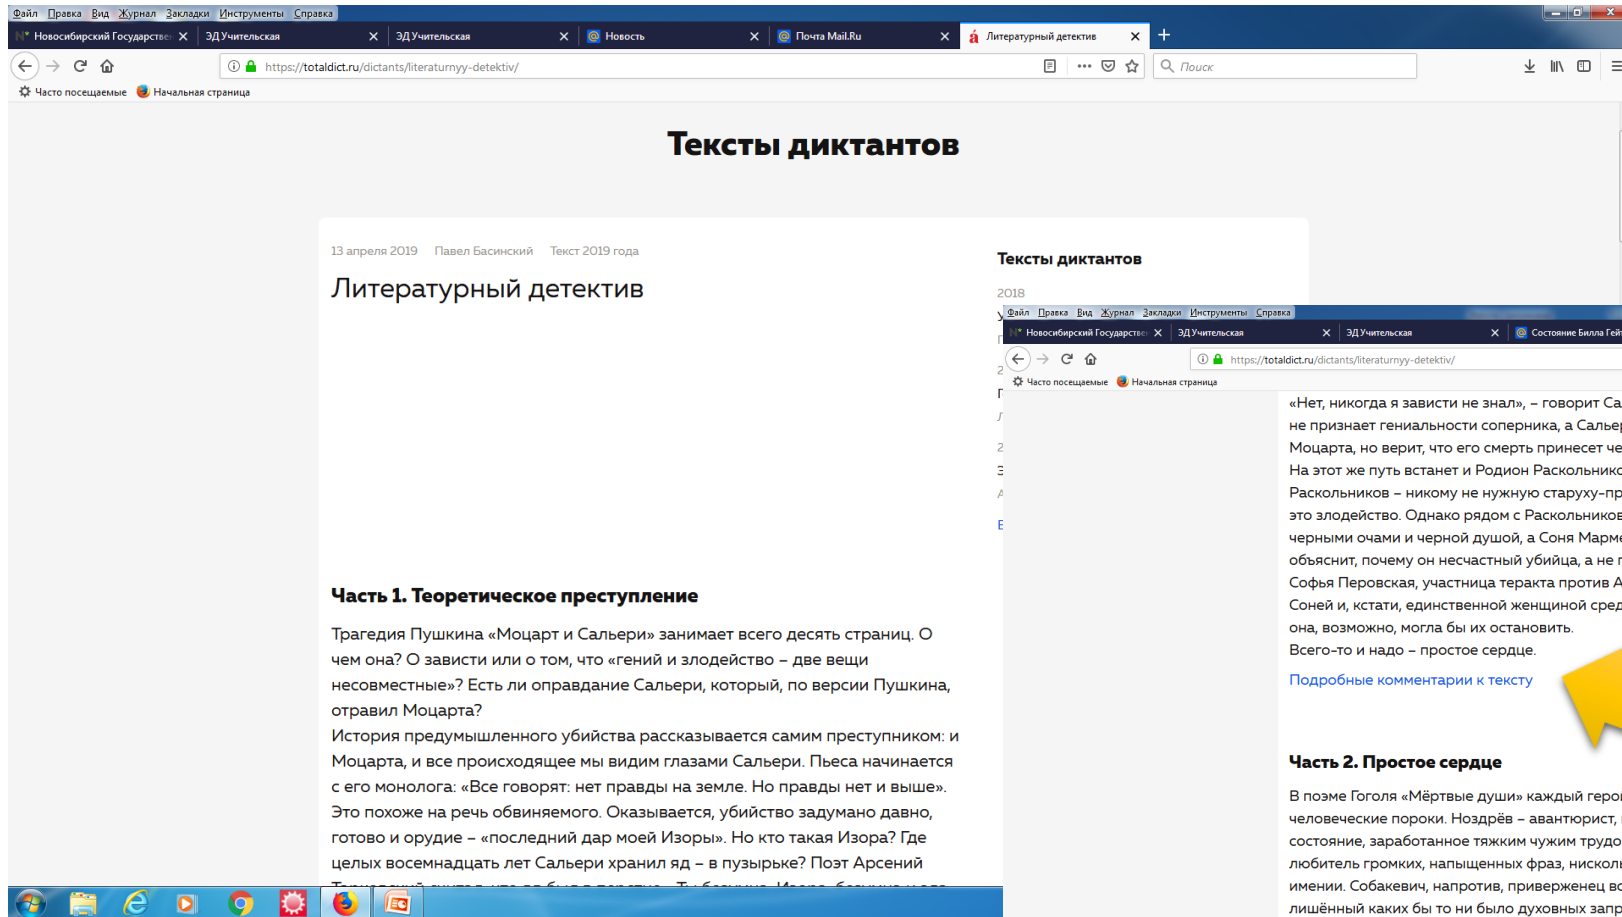 Файл Правка Вид Журнал Закладки Инструменты Справка
Новосибирский Государствен
ЭД Учительская
ЭД Учительская
Новость
Почта Mail.Ru
Литературный детектив
https://totaldict.ru/dictants/literaturnyy-detektiv/
Поиск
Часто посещаемые Начальная страница
Тексты диктантов
13 апреля 2019 Павел Басинский Текст 2019 года
Литературный детектив
Часть 1. Теоретическое преступление
Трагедия Пушкина «Моцарт и Сальери» занимает всего десять страниц. О
чем она? О зависти или о том, что «гений и злодейство – две вещи
несовместные»? Есть ли оправдание Сальери, который, по версии Пушкина,
отравил Моцарта?
История предумышленного убийства рассказывается самим преступником: и
Моцарта, и все происходящее мы видим глазами Сальери. Пьеса начинается
с его монолога: «Все говорят: нет правды на земле. Но правды нет и выше».
Это похоже на речь обвиняемого. Оказывается, убийство задумано давно,
готово и орудие – «последний дар моей Изоры». Но кто такая Изора? Где
целых восемнадцать лет Сальери хранил яд – в пузырьке? Поэт Арсений
Тексты диктантов
2018
Файл Правка Вид Журнал Закладки Инструменты Справка
Новосибирский Государствен
ЭД Учительская
ЭД Учительская
Состояние Билла Гейт
https://totaldict.ru/dictants/literaturnyy-detektiv/
Часто посещаемые Начальная страница
«Нет, никогда я зависти не знал», – говорит Са
не признает гениальности соперника, а Салье
Моцарта, но верит, что его смерть принесет че
На этот же путь встанет и Родион Раскольнико
Раскольников – никому не нужную старуху-пр
это злодейство. Однако рядом с Раскольников
черными очами и черной душой, а Соня Марме
объяснит, почему он несчастный убийца, а не г
Софья Перовская, участница теракта против А
Соней и, кстати, единственной женщиной сред
она, возможно, могла бы их остановить.
Всего-то и надо – простое сердце.
Подробные комментарии к тексту
Часть 2. Простое сердце
В поэме Гоголя «Мёртвые души» каждый геро
человеческие пороки. Ноздрёв – авантюрист,
состояние, заработанное тяжким чужим трудо
любитель громких, напыщенных фраз, нисколь
имении. Собакевич, напротив, приверженец во
лишённый каких бы то ни было духовных запр